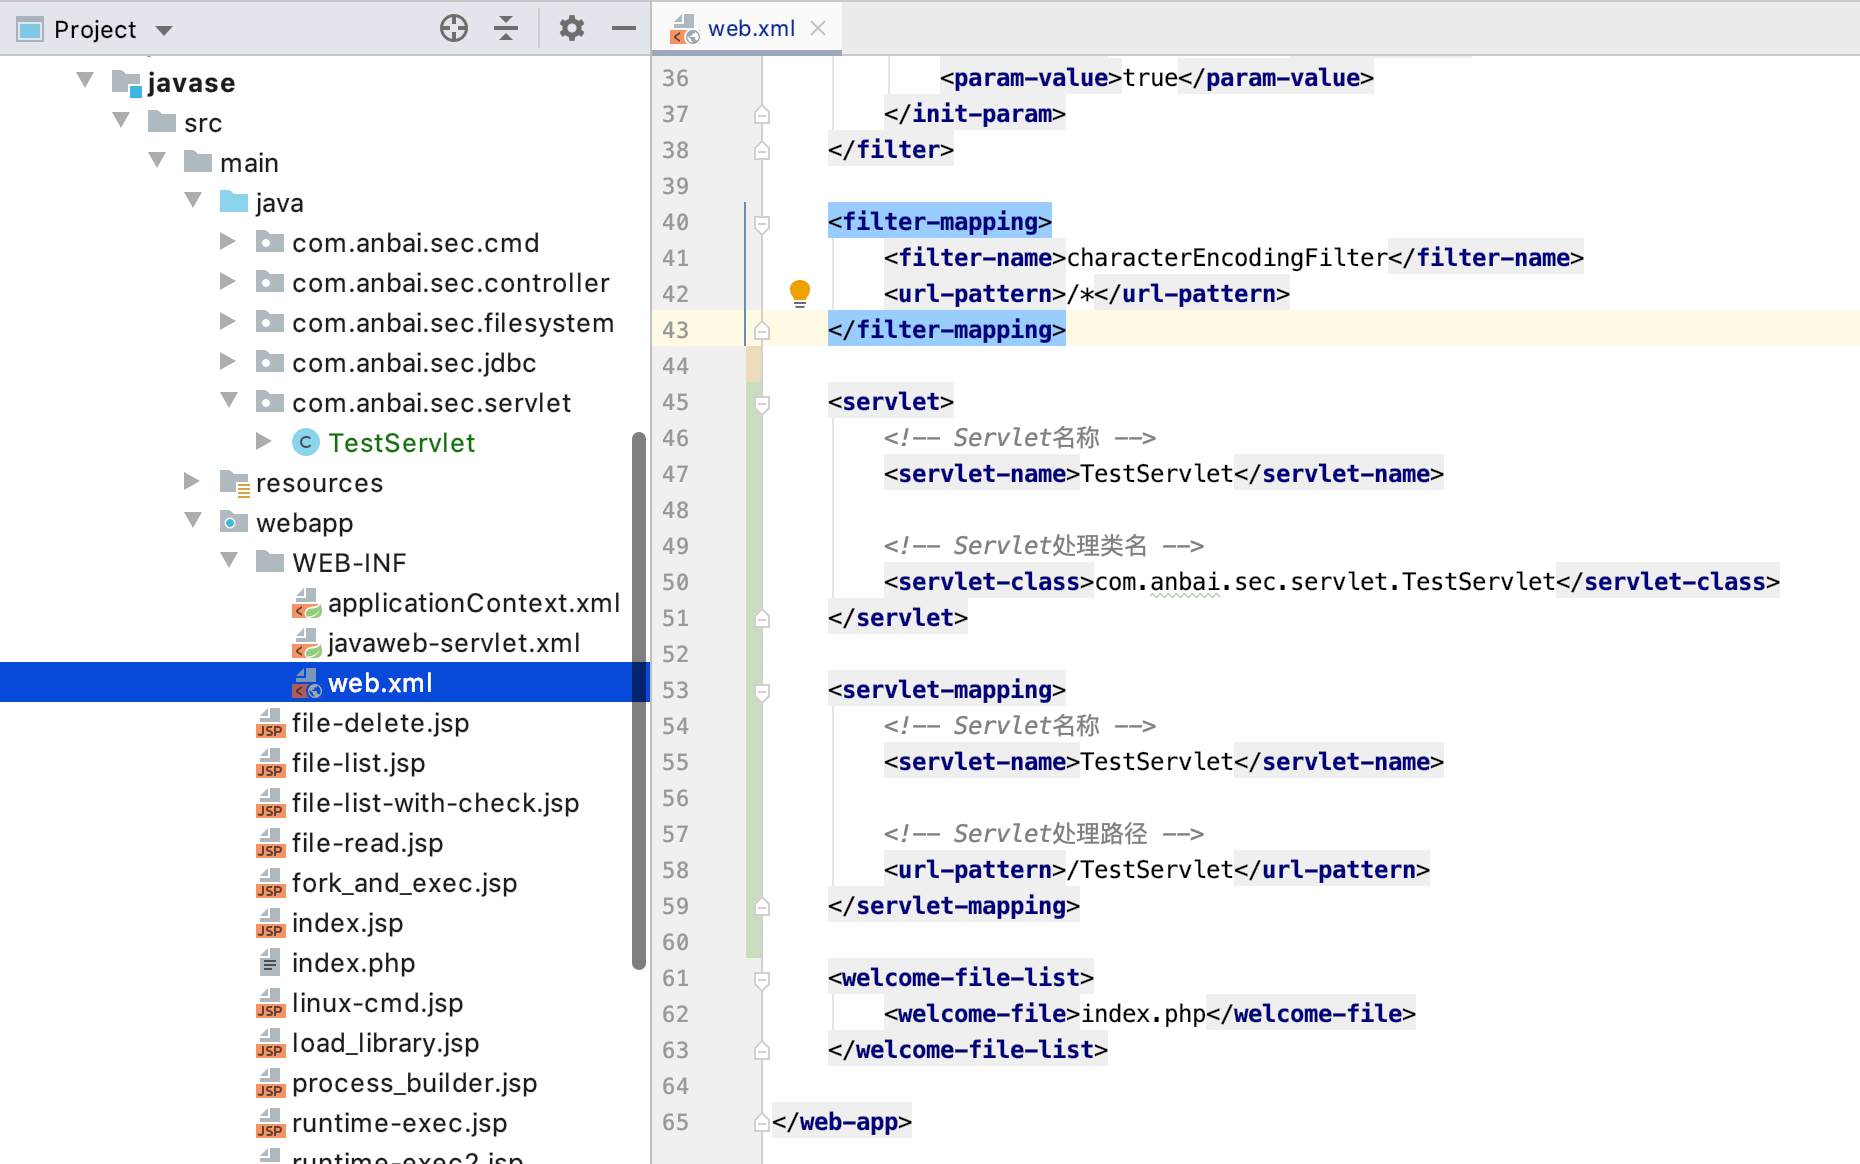 Project
javase
src
main
java
com.anbai.sec.cmd
com.anbai.sec.controller
com.anbai.sec.filesystem
com.anbai.sec.jdbc
com.anbai.sec.servlet
C TestServlet
resources
webapp
WEB-INF
applicationContext.xml
javaweb-servlet.xml
web.xml
JSP file-delete.jsp
JSP file-list.jsp
JSP file-list-with-check.jsp
JSP file-read.jsp
JSP fork_and_exec.jsp
JSP index.jsp
index.php
JSP linux-cmd.jsp
JSP load_library.jsp
JSP process_builder.jsp
JSP runtime-exec.jsp
runtime-exec2.jsp
web.xml
36 <param-value>true</param-value>
37 </init-param>
38 </filter>
39
40 <filter-mapping>
41 <filter-name>characterEncodingFilter</filter-name>
42 <url-pattern>/*</url-pattern>
43 </filter-mapping>
44
45 <servlet>
46 <!-- Servlet名称 -->
47 <servlet-name>TestServlet</servlet-name>
48
49 <!-- Servlet处理类名 -->
50 <servlet-class>com.anbai.sec.servlet.TestServlet</servlet-class>
51 </servlet>
52
53 <servlet-mapping>
54 <!-- Servlet名称 -->
55 <servlet-name>TestServlet</servlet-name>
56
57 <!-- Servlet处理路径 -->
58 <url-pattern>/TestServlet</url-pattern>
59 </servlet-mapping>
60
61 <welcome-file-list>
62 <welcome-file>index.php</welcome-file>
63 </welcome-file-list>
64
65 </web-app>